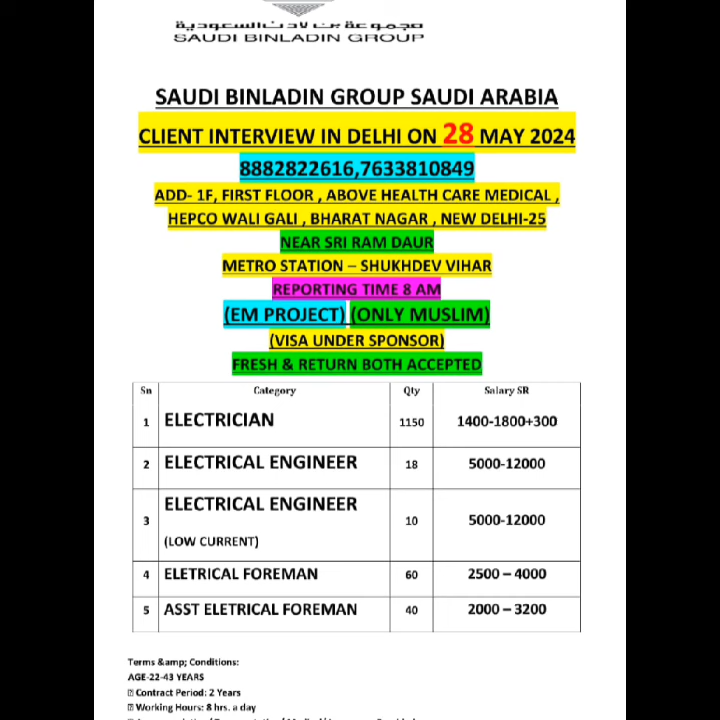 مجموعة بن لادن السعودية
SAUDI BINLADIN GROUP
SAUDI BINLADIN GROUP SAUDI ARABIA
CLIENT INTERVIEW IN DELHI ON 28 MAY 2024
8882822616,7633810849
ADD- 1F, FIRST FLOOR , ABOVE HEALTH CARE MEDICAL ,
HEPCO WALI GALI , BHARAT NAGAR , NEW DELHI-25
NEAR SRI RAM DAUR
METRO STATION – SHUKHDEV VIHAR
REPORTING TIME 8 AM
(EM PROJECT) (ONLY MUSLIM)
(VISA UNDER SPONSOR)
FRESH & RETURN BOTH ACCEPTED
Sn Category Qty Salary SR
1 ELECTRICIAN 1150 1400-1800+300
2 ELECTRICAL ENGINEER 18 5000-12000
3 ELECTRICAL ENGINEER (LOW CURRENT) 10 5000-12000
4 ELETRICAL FOREMAN 60 2500 – 4000
5 ASST ELETRICAL FOREMAN 40 2000 – 3200
Terms &amp; Conditions:
AGE-22-43 YEARS
Contract Period: 2 Years
Working Hours: 8 hrs. a day